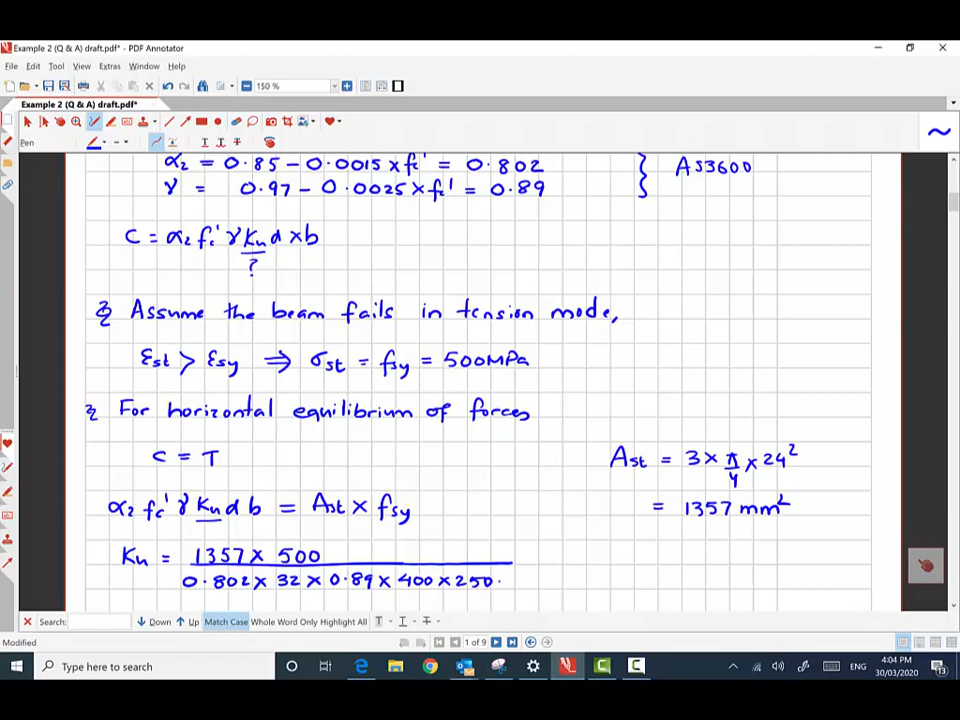 Example 2 (Q & A) draft.pdf* - PDF Annotator
File Edit Tool View Extras Window Help
150 %
Example 2 (Q & A) draft.pdf*
Pen
α₂ = 0.85 - 0.0015 x fc' = 0.802
γ = 0.97 - 0.0025 x fc' = 0.89
AS3600
C = α₂ fc' γ Ku d x b
?
Assume the beam fails in tension mode,
εst > εsy ⇒ σst = fsy = 500MPa
For horizontal equilibrium of forces
C = T
Ast = 3 x π/4 x 24²
= 1357 mm²
α₂ fc' γ Ku d b = Ast x fsy
Ku = 1357 x 500
0.802 x 32 x 0.89 x 400 x 250.
Search: Down Up Match Case Whole Word Only Highlight All
Modified 1 of 9
Type here to search
ENG
4:04 PM
30/03/2020
13